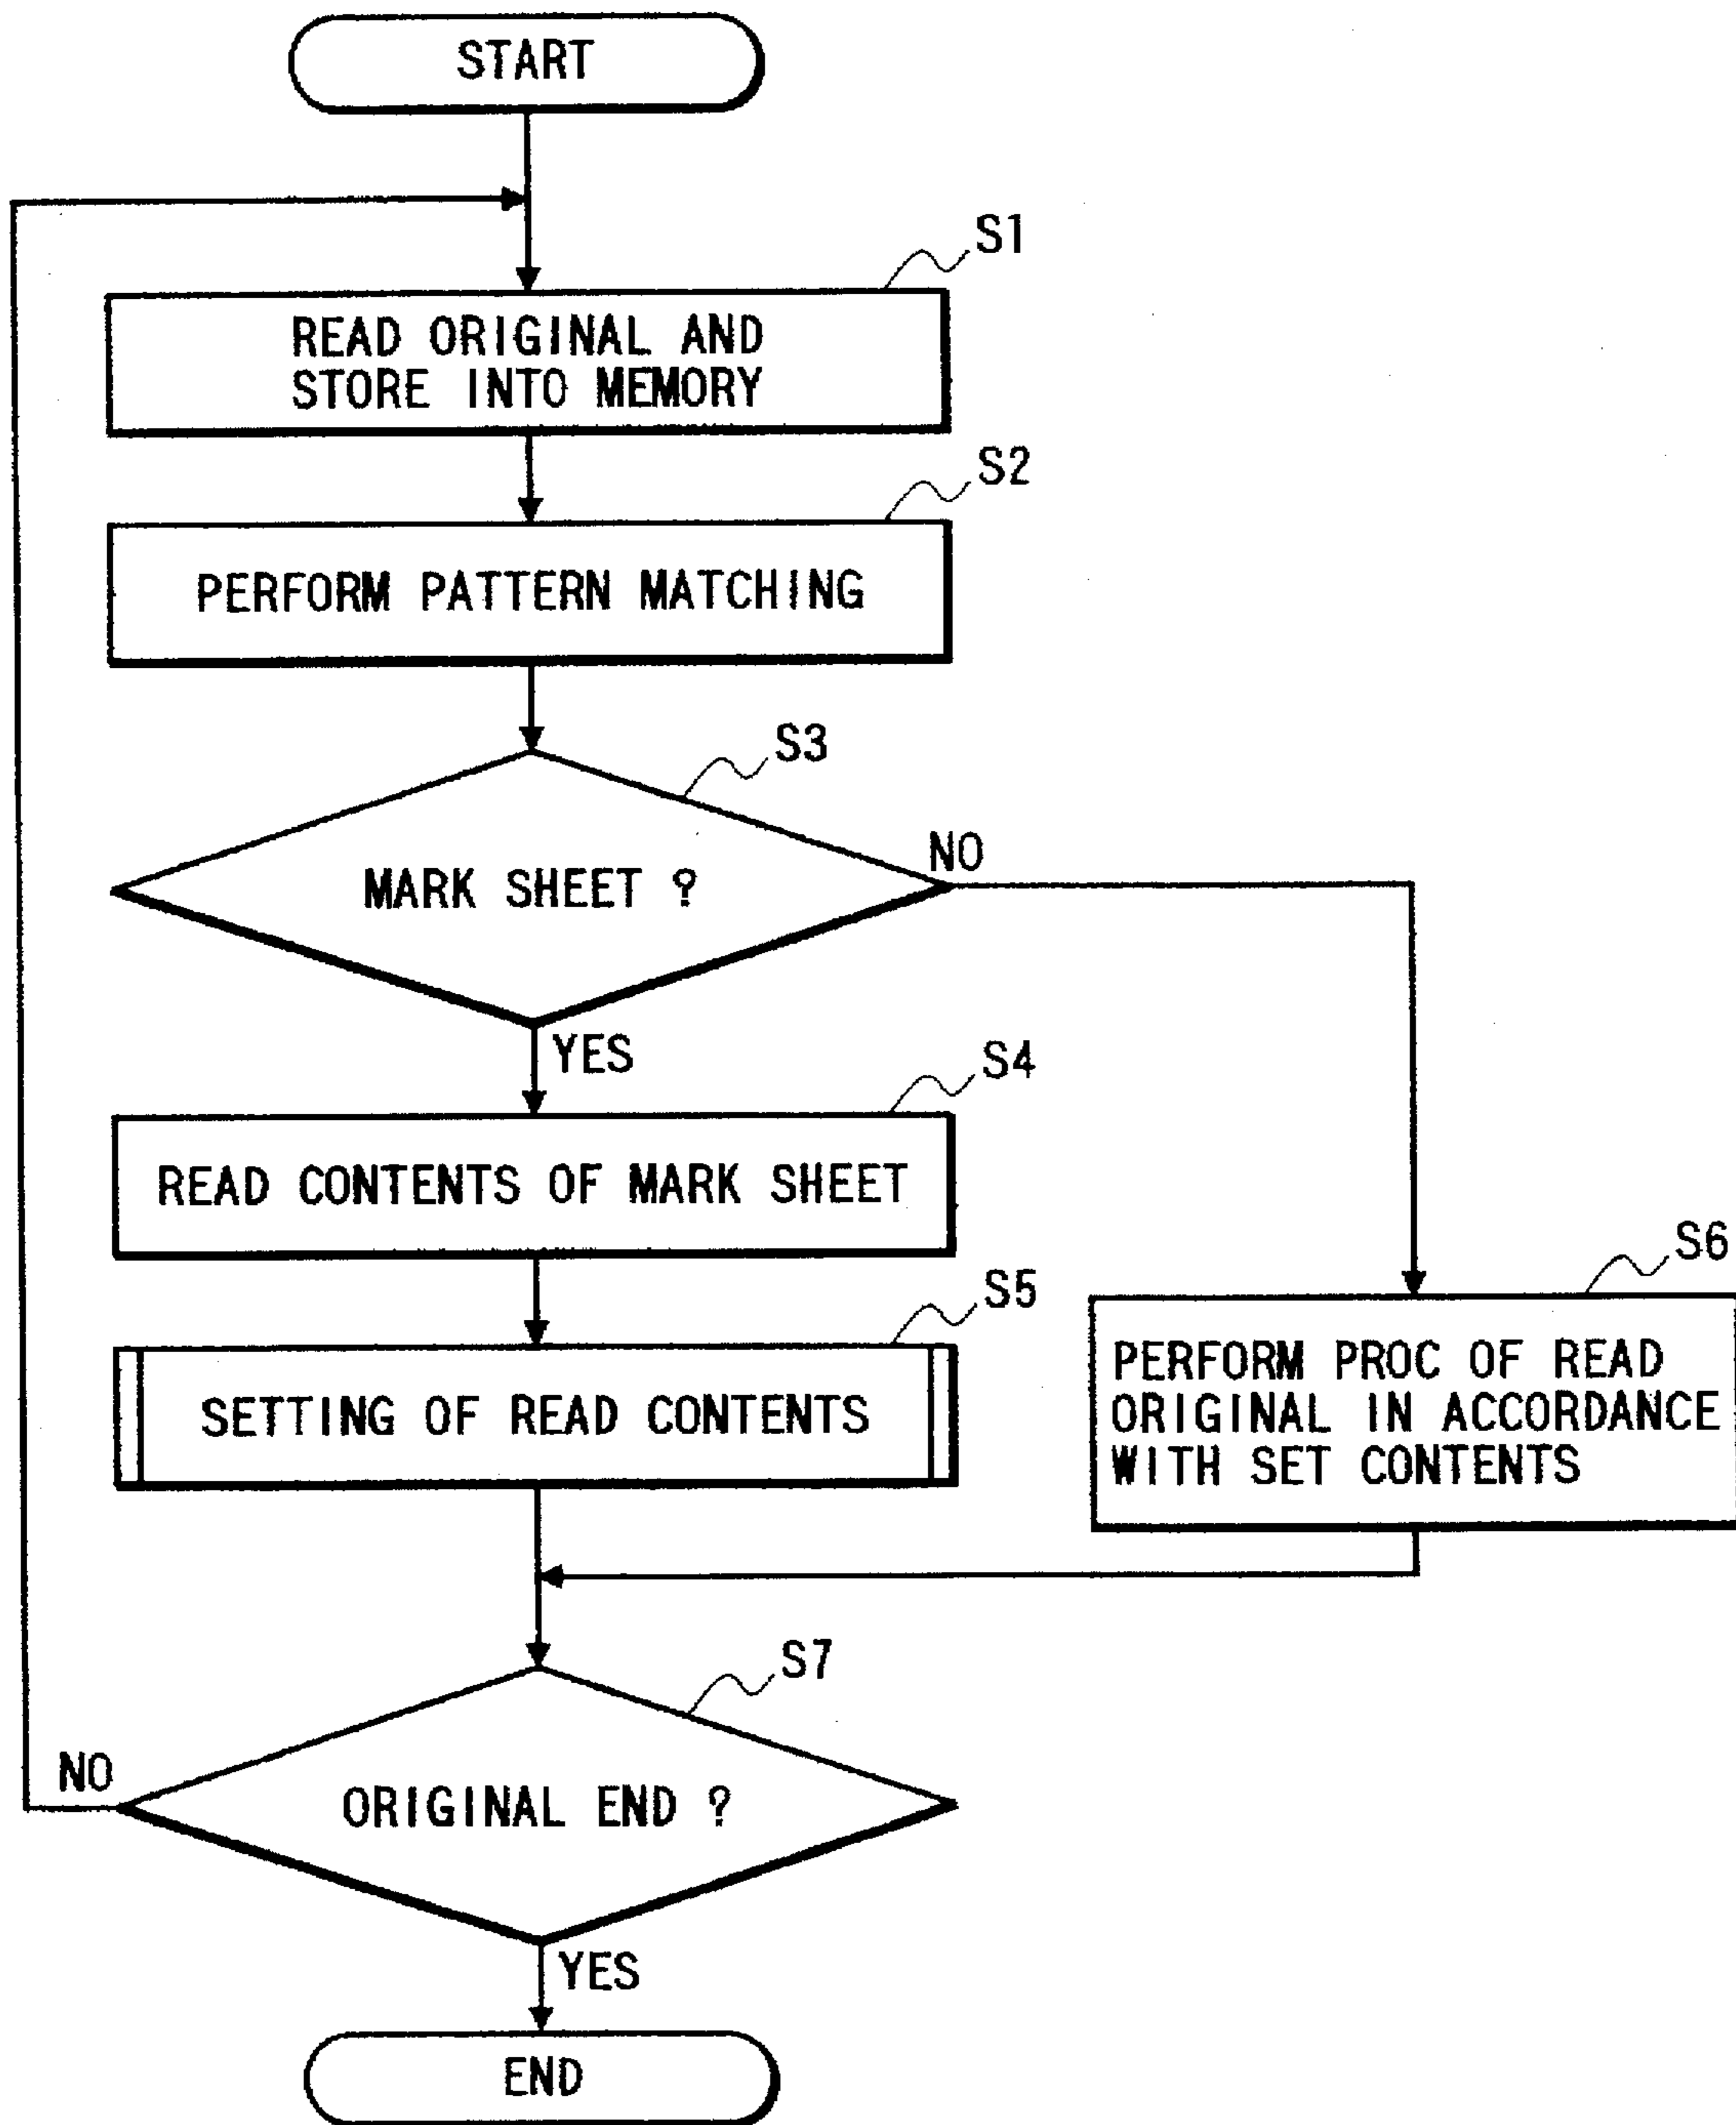 START
S1
READ ORIGINAL AND
STORE INTO MEMORY
S2
PERFORM PATTERN MATCHING
S3
MARK SHEET ?
NO
YES
S4
READ CONTENTS OF MARK SHEET
S5
SETTING OF READ CONTENTS
S6
PERFORM PROC OF READ
ORIGINAL IN ACCORDANCE
WITH SET CONTENTS
S7
ORIGINAL END ?
NO
YES
END